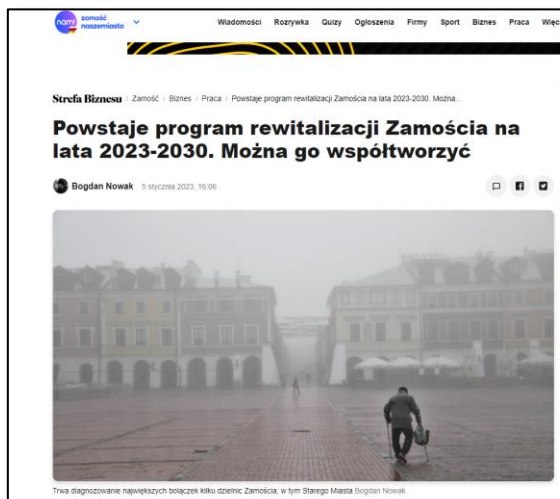 nami zamość
naszemiasto
Wiadomości Rozrywka Quizy Ogłoszenia Firmy Sport Biznes Praca Więc
Strefa Biznesu / Zamość / Biznes / Praca / Powstaje program rewitalizacji Zamościa na lata 2023-2030. Można...
Powstaje program rewitalizacji Zamościa na
lata 2023-2030. Można go współtworzyć
Bogdan Nowak 5 stycznia 2023, 16:06
Trwa diagnozowanie największych bolączek kilku dzielnic Zamościa, w tym Starego Miasta Bogdan Nowak